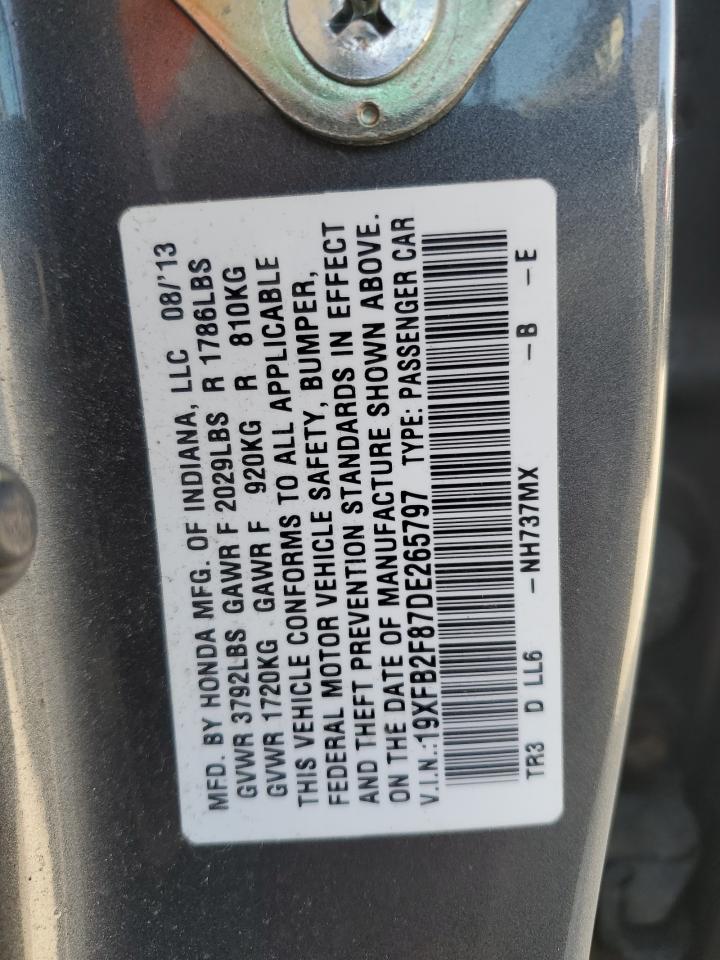 MFD. BY HONDA MFG. OF INDIANA, LLC 08/'13
GVWR 3792LBS GAWR F 2029LBS R 1786LBS
GVWR 1720KG GAWR F 920KG R 810KG
THIS VEHICLE CONFORMS TO ALL APPLICABLE
FEDERAL MOTOR VEHICLE SAFETY, BUMPER,
AND THEFT PREVENTION STANDARDS IN EFFECT
ON THE DATE OF MANUFACTURE SHOWN ABOVE.
V.I.N.:19XFB2F87DE265797 TYPE: PASSENGER CAR
TR3 D LL6 -NH737MX -B -E